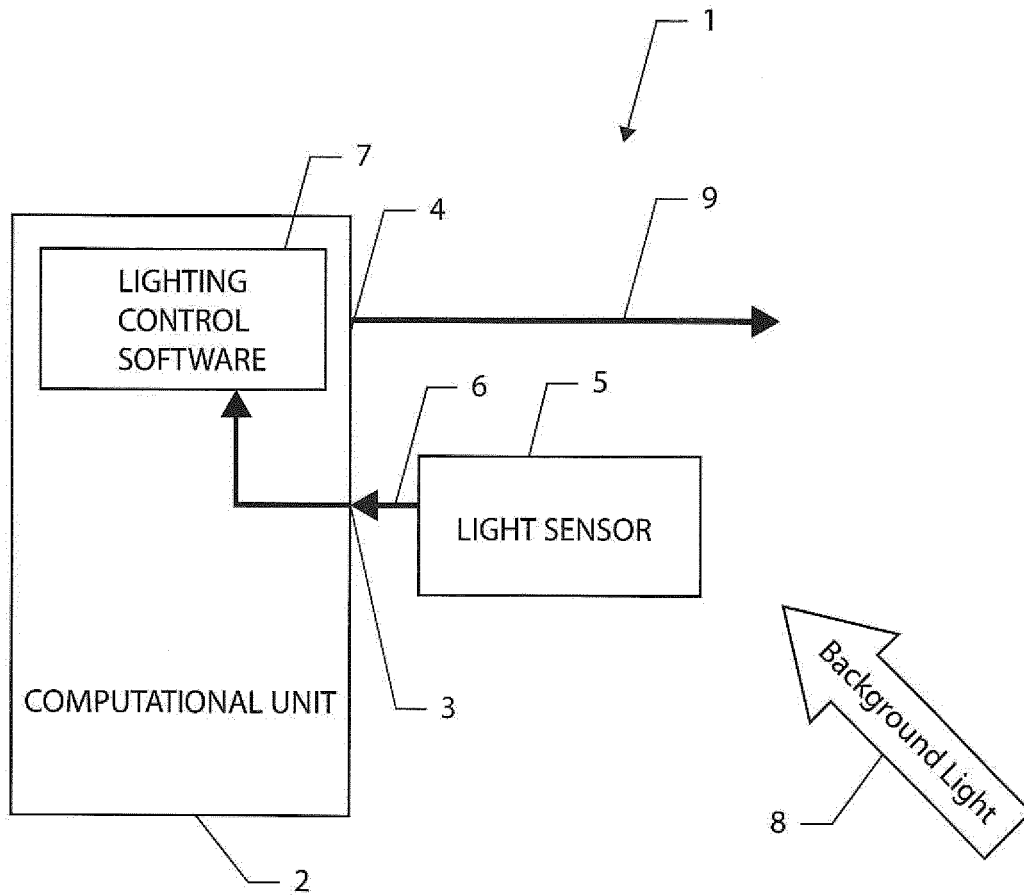 1
7
4
9
LIGHTING
CONTROL
SOFTWARE
6
5
LIGHT SENSOR
COMPUTATIONAL UNIT
3
Background Light
8
2